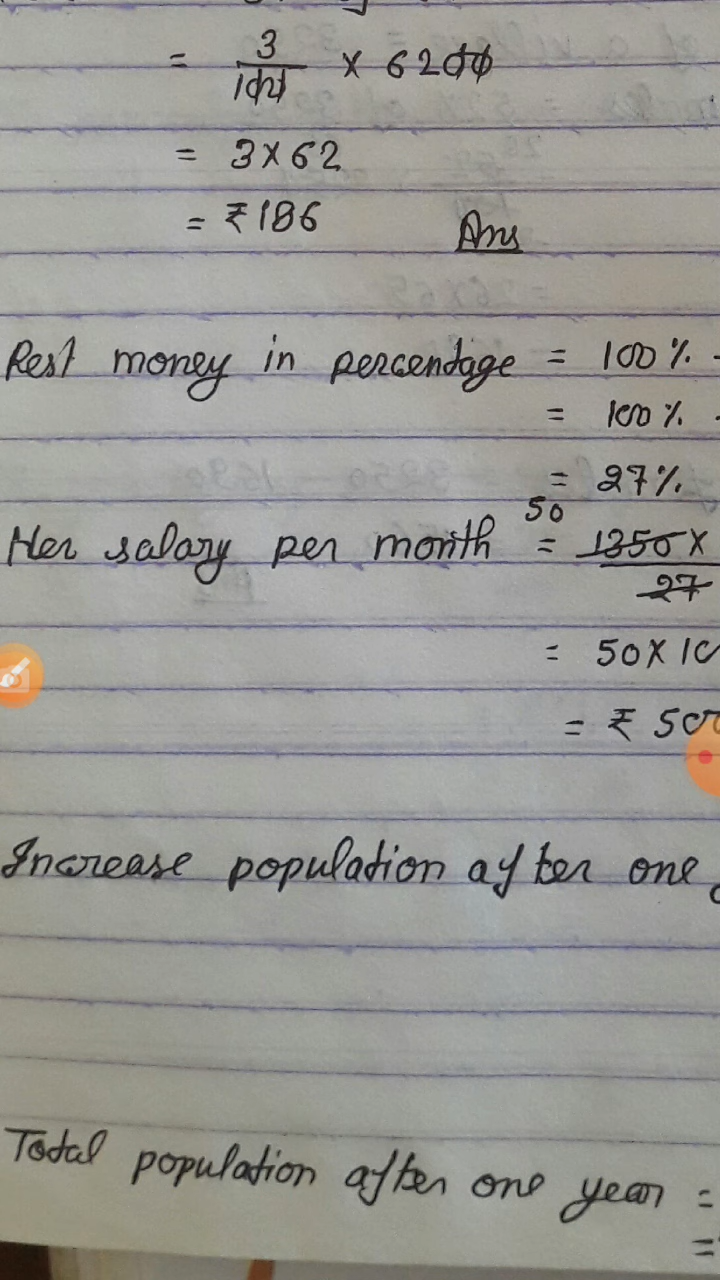 = 3/100 × 6200
= 3×62
= ₹186 Ans
Rest money in percentage = 100% -
= 100% -
= 27%
Her salary per month = 50 1350 ×
27
= 50×10
= ₹ 500
Increase population after one
Total population after one year =
=